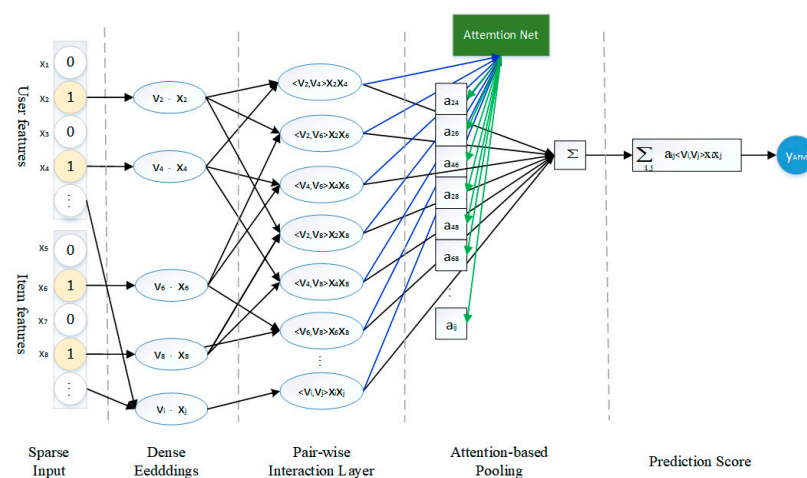 Attemtion Net
User features
x₁ 0
x₂ 1
x₃ 0
x₄ 1
⋮
Item features
x₅ 0
x₆ 1
x₇ 0
x₈ 1
⋮
V₂ · X₂
V₄ · X₄
V₆ · X₆
V₈ · X₈
Vᵢ · Xⱼ
<V₂,V₄>X₂X₄
<V₂,V₆>X₂X₆
<V₄,V₆>X₄X₆
<V₂,V₈>X₂X₈
<V₄,V₈>X₄X₈
<V₆,V₈>X₆X₈
⋮
<Vᵢ,Vⱼ>XᵢXⱼ
a₂₄
a₂₆
a₄₆
a₂₈
a₄₈
a₆₈
⋮
aᵢⱼ
Σ
∑ aᵢⱼ<Vᵢ,Vⱼ>xᵢxⱼ
i,j
yAFM
Sparse
Input
Dense
Eedddings
Pair-wise
Interaction Layer
Attention-based
Pooling
Prediction Score